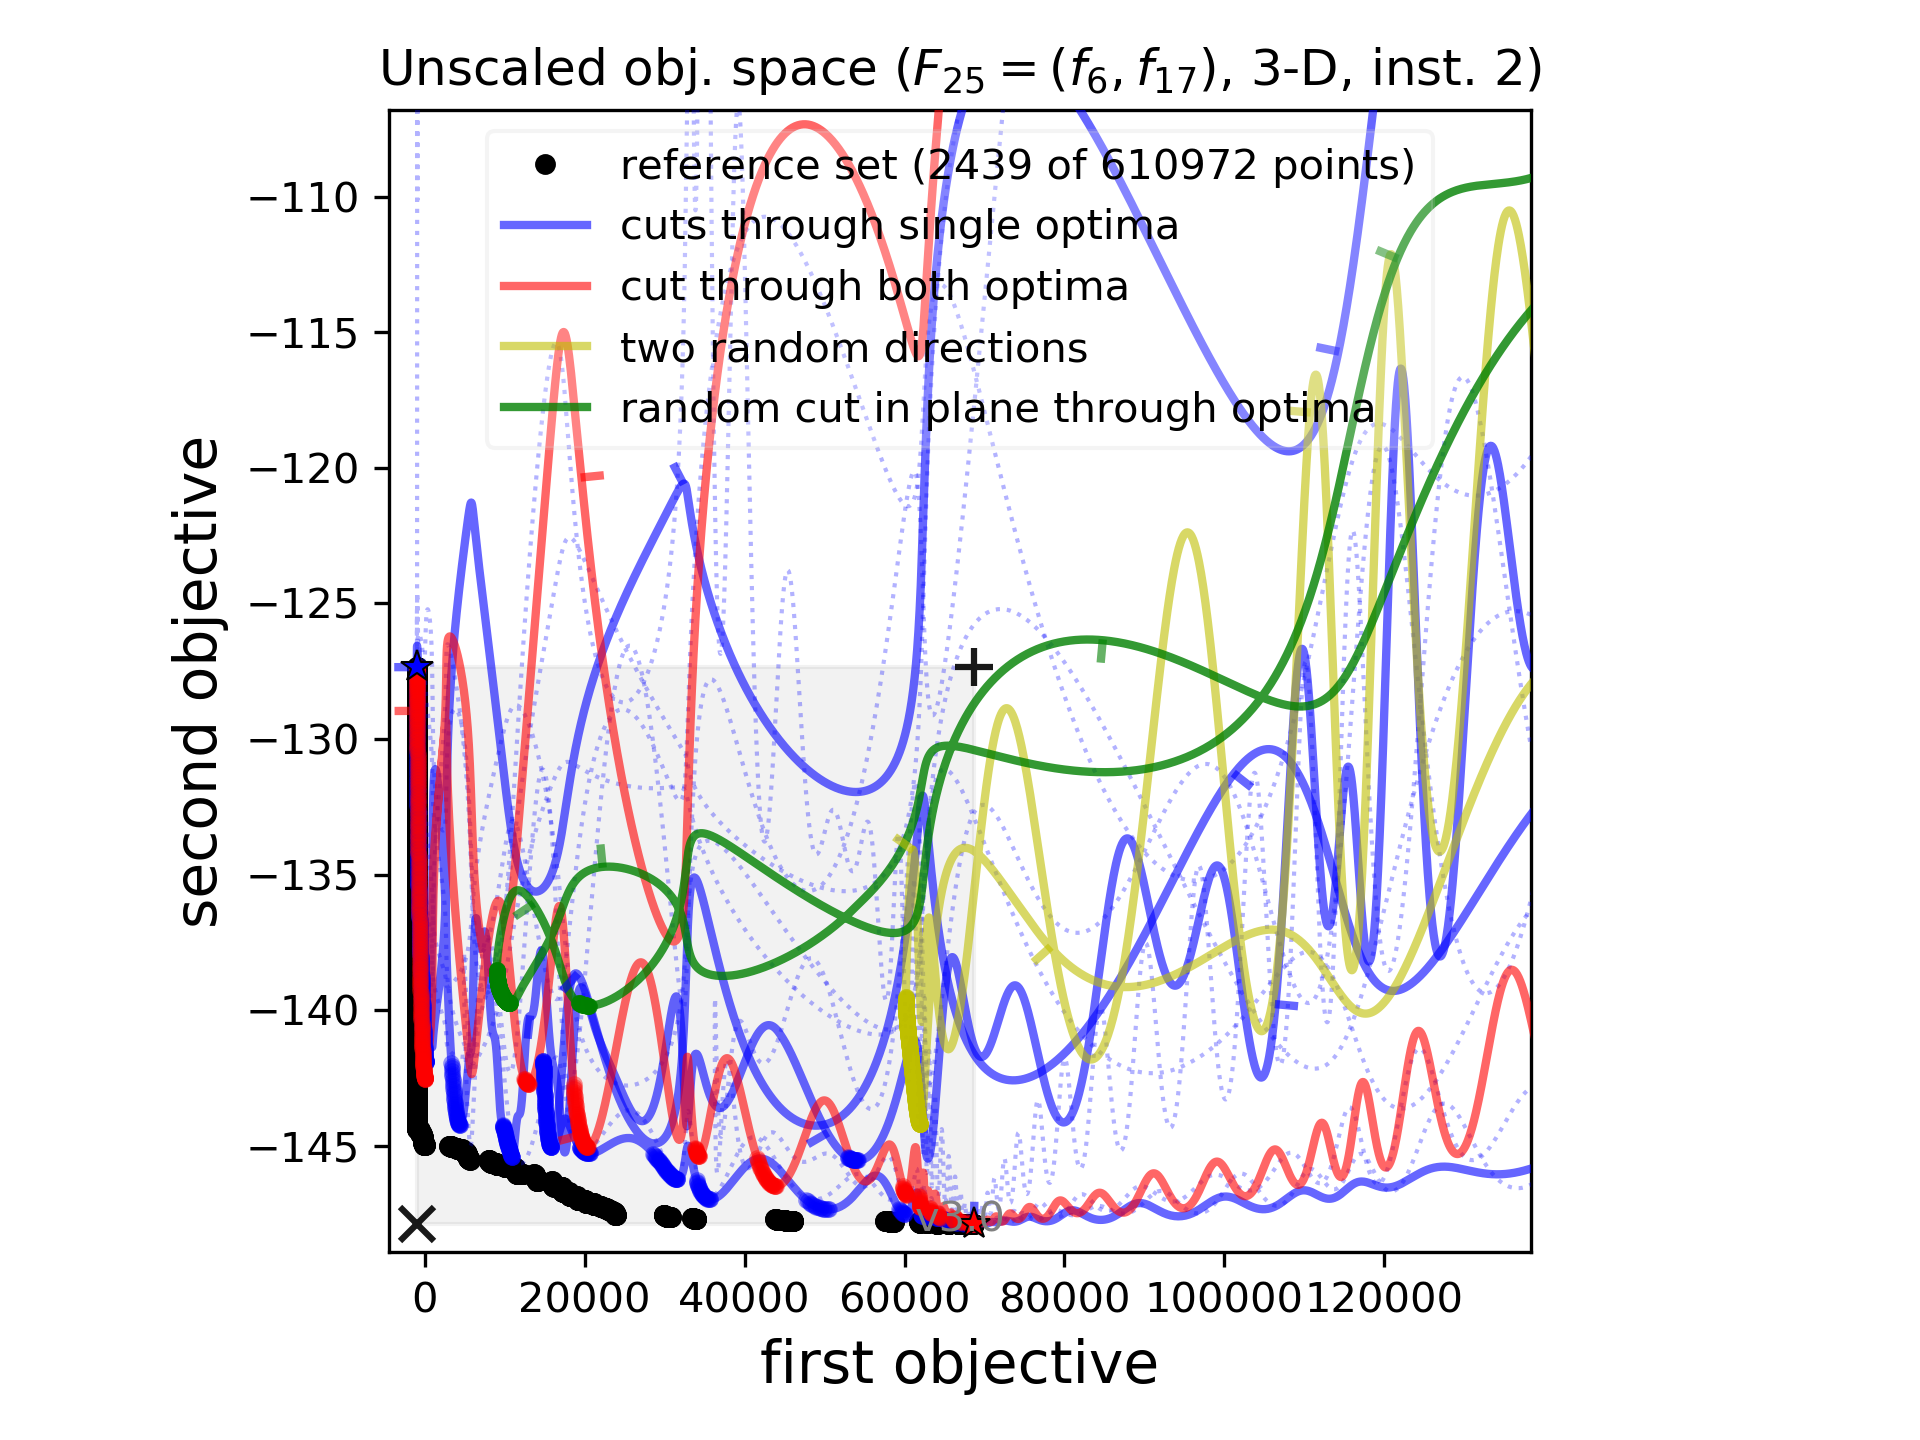 Unscaled obj. space (F25 = (f6, f17), 3-D, inst. 2)
reference set (2439 of 610972 points)
cuts through single optima
cut through both optima
two random directions
random cut in plane through optima
−110
−115
−120
−125
−130
−135
−140
−145
second objective
v3.0
0 20000 40000 60000 80000 100000 120000
first objective